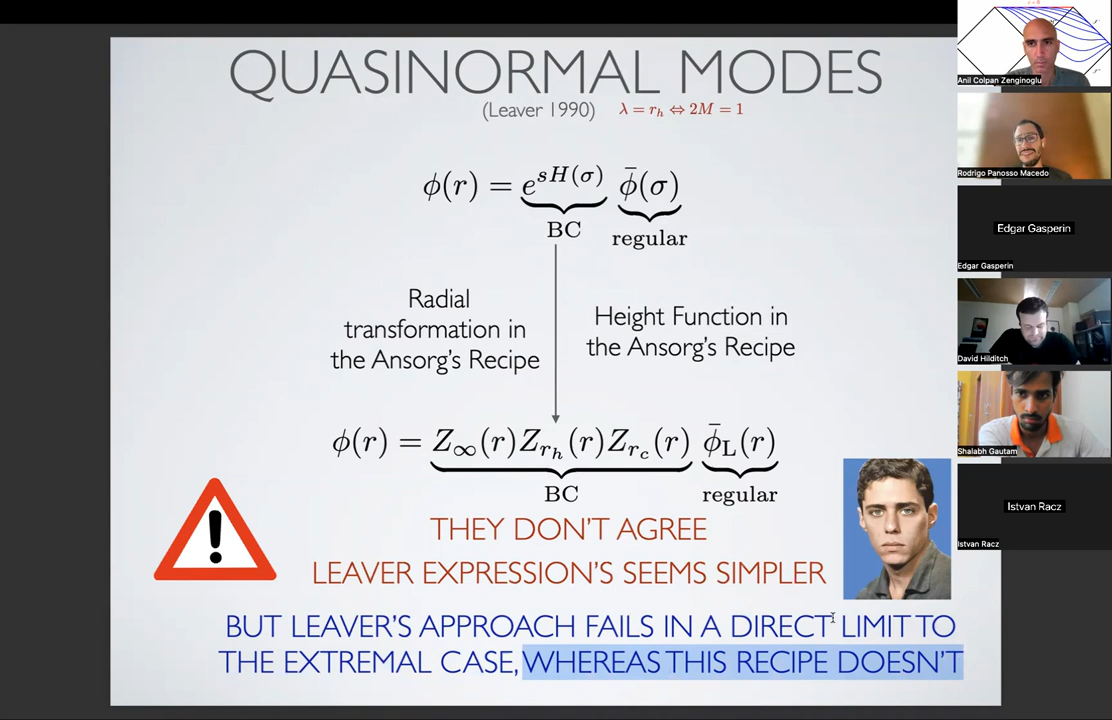 QUASINORMAL MODES
(Leaver 1990) λ = r_h ⇔ 2M = 1
ϕ(r) = e^{sH(σ)} ϕ̄(σ)
BC
regular
Radial
transformation in
the Ansorg's Recipe
Height Function in
the Ansorg's Recipe
ϕ(r) = Z_∞(r)Z_{r_h}(r)Z_{r_c}(r) ϕ̄_L(r)
BC
regular
!
THEY DON'T AGREE
LEAVER EXPRESSION'S SEEMS SIMPLER
BUT LEAVER'S APPROACH FAILS IN A DIRECT LIMIT TO
THE EXTREMAL CASE, WHEREAS THIS RECIPE DOESN'T
Anil Colpan Zenginoglu
Rodrigo Panosso Macedo
Edgar Gasperin
Edgar Gasperin
David Hilditch
Shalabh Gautam
Istvan Racz
Istvan Racz